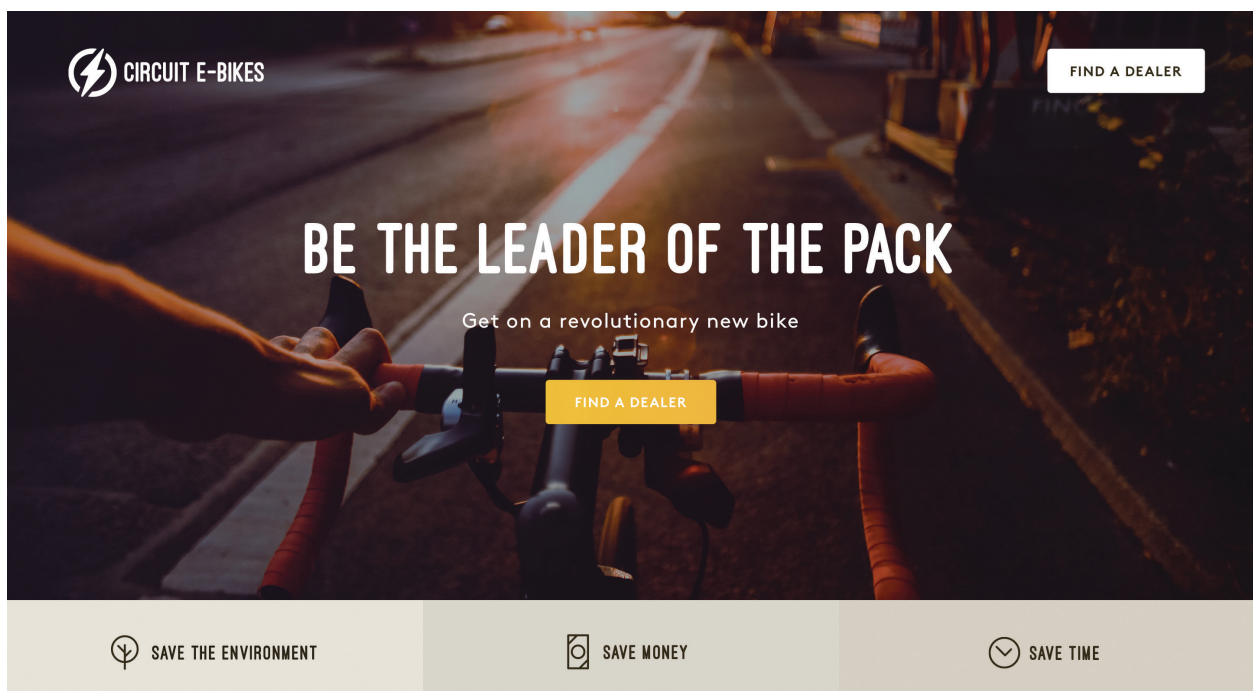 CIRCUIT E-BIKES
FIND A DEALER
BE THE LEADER OF THE PACK
Get on a revolutionary new bike
FIND A DEALER
SAVE THE ENVIRONMENT
SAVE MONEY
SAVE TIME